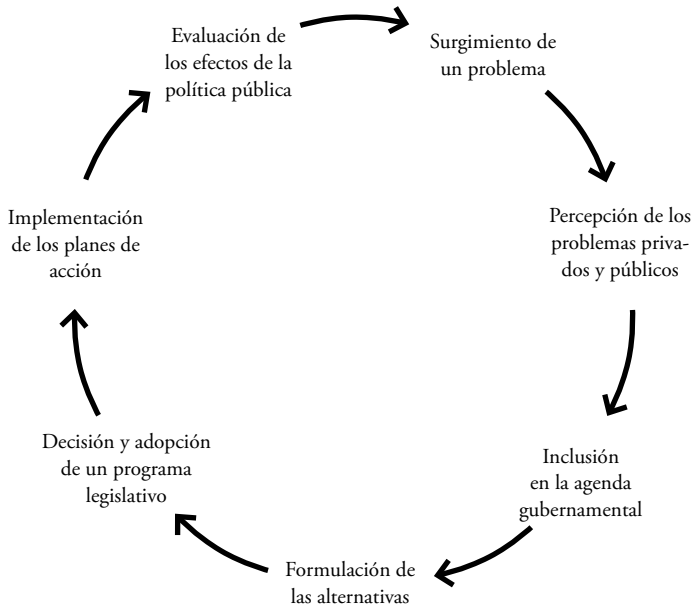 Evaluación de
los efectos de la
política pública
Surgimiento de
un problema
Percepción de los
problemas priva-
dos y públicos
Inclusión
en la agenda
gubernamental
Formulación de
las alternativas
Decisión y adopción
de un programa
legislativo
Implementación
de los planes de
acción